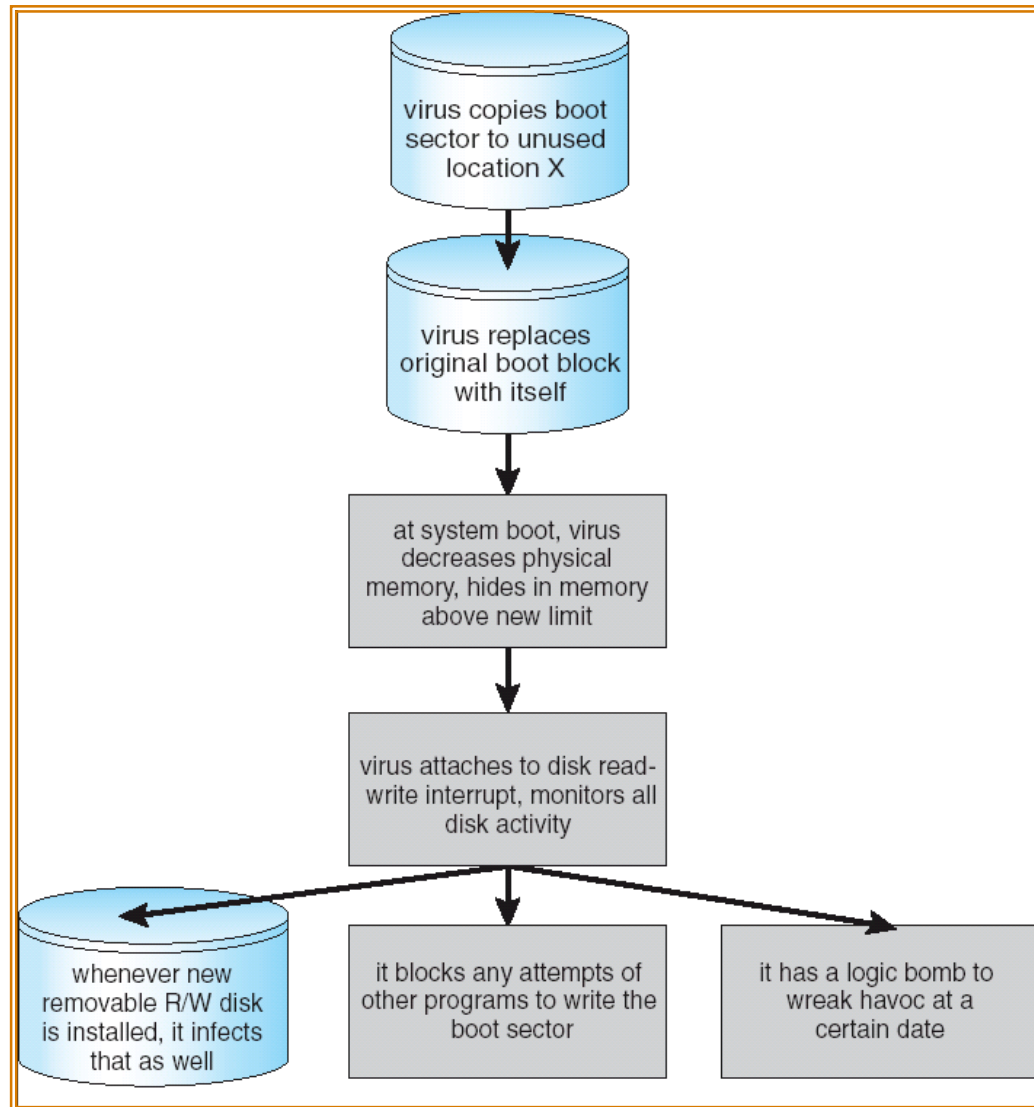 virus copies boot
sector to unused
location X
virus replaces
original boot block
with itself
at system boot, virus
decreases physical
memory, hides in memory
above new limit
virus attaches to disk read-
write interrupt, monitors all
disk activity
whenever new
removable R/W disk
is installed, it infects
that as well
it blocks any attempts of
other programs to write the
boot sector
it has a logic bomb to
wreak havoc at a
certain date